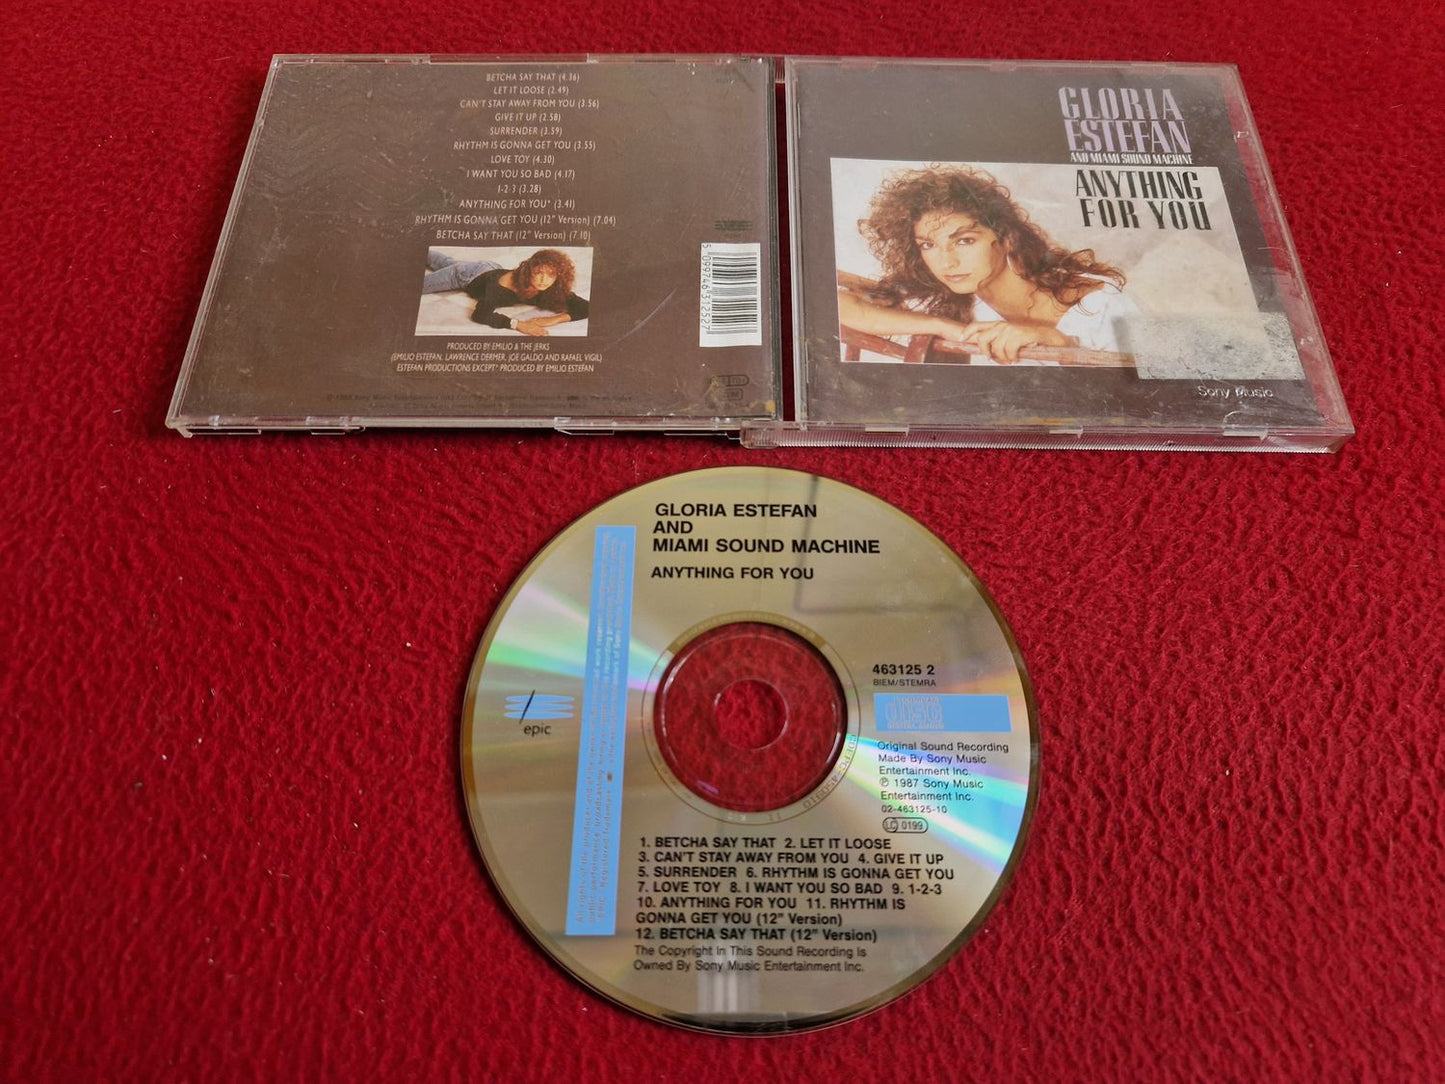 BETCHA SAY THAT (4.36)
LET IT LOOSE (2.49)
CAN'T STAY AWAY FROM YOU (3.56)
GIVE IT UP (2.58)
SURRENDER (3.59)
RHYTHM IS GONNA GET YOU (3.55)
LOVE TOY (4.30)
I WANT YOU SO BAD (4.17)
1-2-3 (3.28)
ANYTHING FOR YOU* (3.41)
RHYTHM IS GONNA GET YOU (12" Version) (7.04)
BETCHA SAY THAT (12" Version) (7.10)
5 099746 312527
PRODUCED BY EMILIO & THE JERKS
(EMILIO ESTEFAN, LAWRENCE DERMER, JOE GALDO AND RAFAEL VIGIL)
ESTEFAN PRODUCTIONS EXCEPT* PRODUCED BY EMILIO ESTEFAN
GLORIA
ESTEFAN
AND MIAMI SOUND MACHINE
ANYTHING
FOR YOU
Sony Music
GLORIA ESTEFAN
AND
MIAMI SOUND MACHINE
ANYTHING FOR YOU
epic
463125 2
BIEM/STEMRA
COMPACT
disc
DIGITAL AUDIO
Original Sound Recording
Made By Sony Music
Entertainment Inc.
℗ 1987 Sony Music
Entertainment Inc.
02-463125-10
LC 0199
1. BETCHA SAY THAT 2. LET IT LOOSE
3. CAN'T STAY AWAY FROM YOU 4. GIVE IT UP
5. SURRENDER 6. RHYTHM IS GONNA GET YOU
7. LOVE TOY 8. I WANT YOU SO BAD 9. 1-2-3
10. ANYTHING FOR YOU 11. RHYTHM IS
GONNA GET YOU (12" Version)
12. BETCHA SAY THAT (12" Version)
The Copyright In This Sound Recording Is
Owned By Sony Music Entertainment Inc.